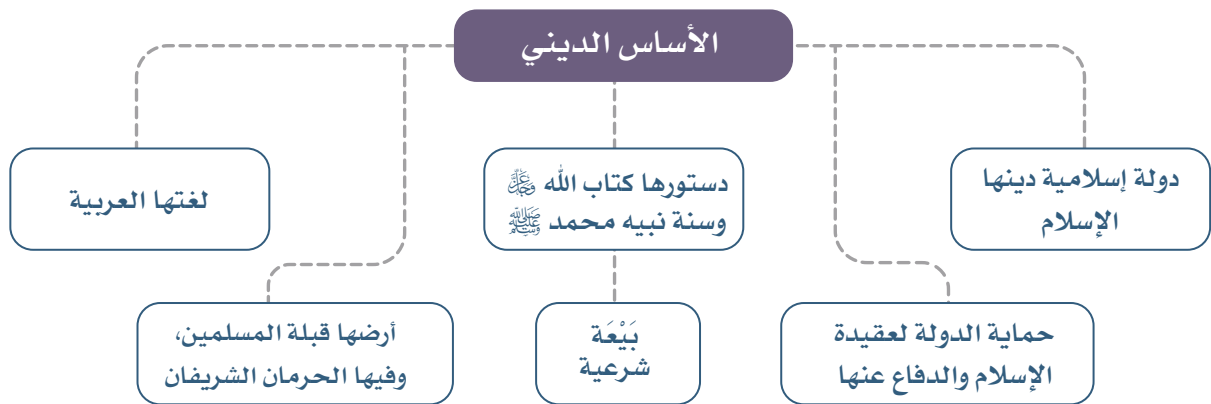 الأساس الديني
دولة إسلامية دينها
الإسلام
دستورها كتاب الله ﷻ
وسنة نبيه محمد ﷺ
لغتها العربية
حماية الدولة لعقيدة
الإسلام والدفاع عنها
بَيْعَة
شرعية
أرضها قبلة المسلمين،
وفيها الحرمان الشريفان